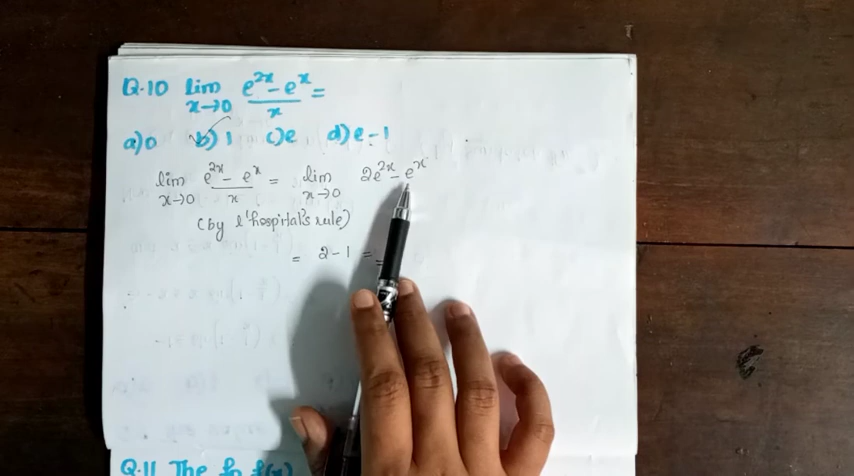 Q.10 lim x→0 e^2x - e^x / x =
a) 0 b) 1 c) e d) e-1
lim x→0 e^2x - e^x / x = lim x→0 2e^2x - e^x
(by l'hospital's rule)
= 2 - 1 =
Q.11 The fn f(x)